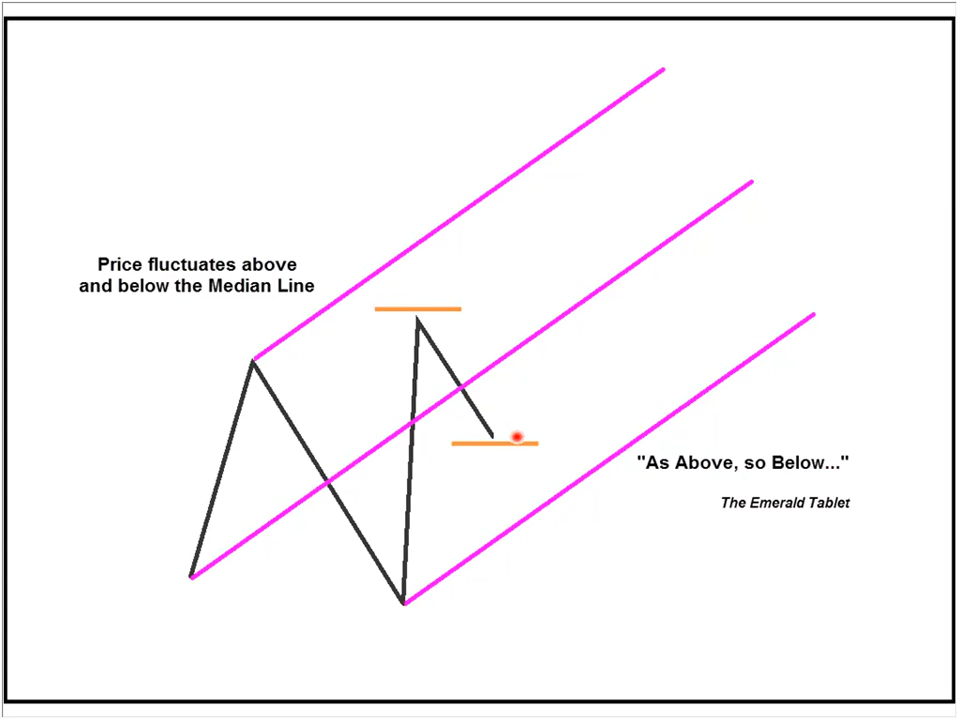 Price fluctuates above
and below the Median Line
"As Above, so Below..."
The Emerald Tablet